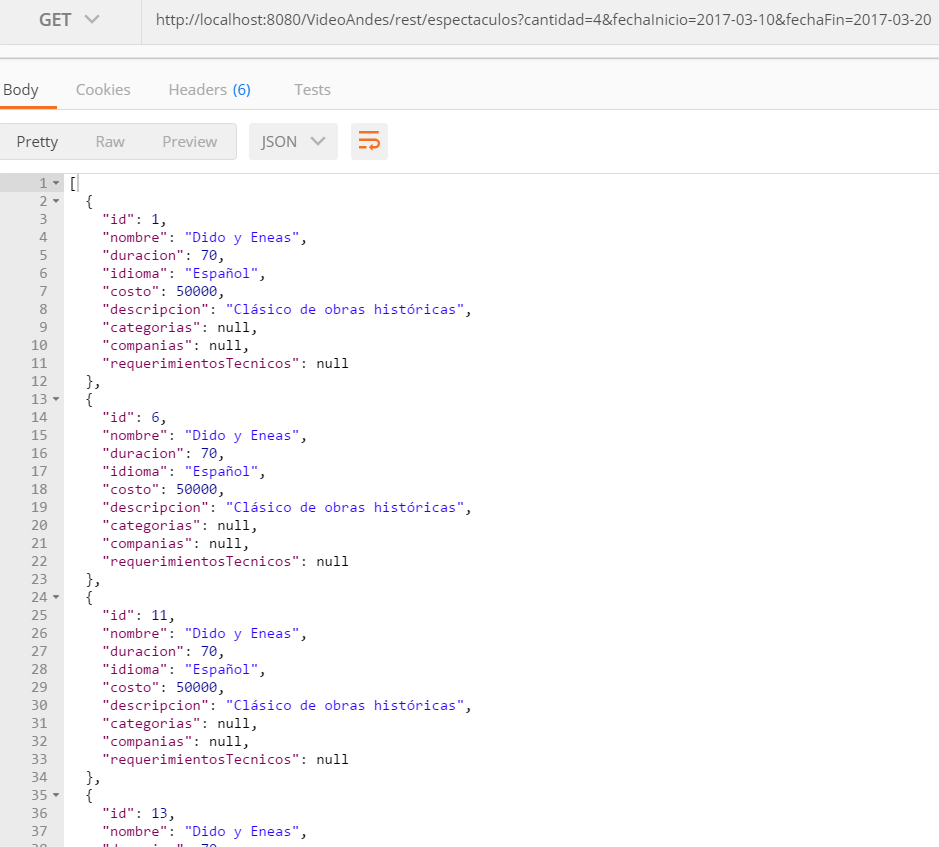 GET http://localhost:8080/VideoAndes/rest/espectaculos?cantidad=4&fechaInicio=2017-03-10&fechaFin=2017-03-20
Body Cookies Headers (6) Tests
Pretty Raw Preview JSON
1 [
2 {
3 "id": 1,
4 "nombre": "Dido y Eneas",
5 "duracion": 70,
6 "idioma": "Español",
7 "costo": 50000,
8 "descripcion": "Clásico de obras históricas",
9 "categorias": null,
10 "companias": null,
11 "requerimientosTecnicos": null
12 },
13 {
14 "id": 6,
15 "nombre": "Dido y Eneas",
16 "duracion": 70,
17 "idioma": "Español",
18 "costo": 50000,
19 "descripcion": "Clásico de obras históricas",
20 "categorias": null,
21 "companias": null,
22 "requerimientosTecnicos": null
23 },
24 {
25 "id": 11,
26 "nombre": "Dido y Eneas",
27 "duracion": 70,
28 "idioma": "Español",
29 "costo": 50000,
30 "descripcion": "Clásico de obras históricas",
31 "categorias": null,
32 "companias": null,
33 "requerimientosTecnicos": null
34 },
35 {
36 "id": 13,
37 "nombre": "Dido y Eneas",